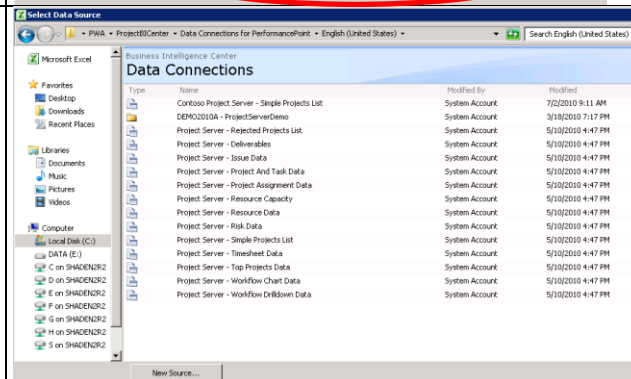 Select Data Source
PWA ▸ ProjectBICenter ▸ Data Connections for PerformancePoint ▸ English (United States) ▸
Search English (United States)
Microsoft Excel
Favorites
Desktop
Downloads
Recent Places
Libraries
Documents
Music
Pictures
Videos
Computer
Local Disk (C:)
DATA (E:)
C on SHADEN2R2
D on SHADEN2R2
E on SHADEN2R2
F on SHADEN2R2
G on SHADEN2R2
H on SHADEN2R2
S on SHADEN2R2
Business Intelligence Center
Data Connections
Type Name Modified By Modified
Contoso Project Server - Simple Projects List System Account 7/2/2010 9:11 AM
DEMO2010A - ProjectServerDemo System Account 3/18/2010 7:17 PM
Project Server - Rejected Projects List System Account 5/10/2010 4:47 PM
Project Server - Deliverables System Account 5/10/2010 4:47 PM
Project Server - Issue Data System Account 5/10/2010 4:47 PM
Project Server - Project And Task Data System Account 5/10/2010 4:47 PM
Project Server - Project Assignment Data System Account 5/10/2010 4:47 PM
Project Server - Resource Capacity System Account 5/10/2010 4:47 PM
Project Server - Resource Data System Account 5/10/2010 4:47 PM
Project Server - Risk Data System Account 5/10/2010 4:47 PM
Project Server - Simple Projects List System Account 5/10/2010 4:47 PM
Project Server - Timesheet Data System Account 5/10/2010 4:47 PM
Project Server - Top Projects Data System Account 5/10/2010 4:47 PM
Project Server - Workflow Chart Data System Account 5/10/2010 4:47 PM
Project Server - Workflow Drilldown Data System Account 5/10/2010 4:47 PM
New Source...